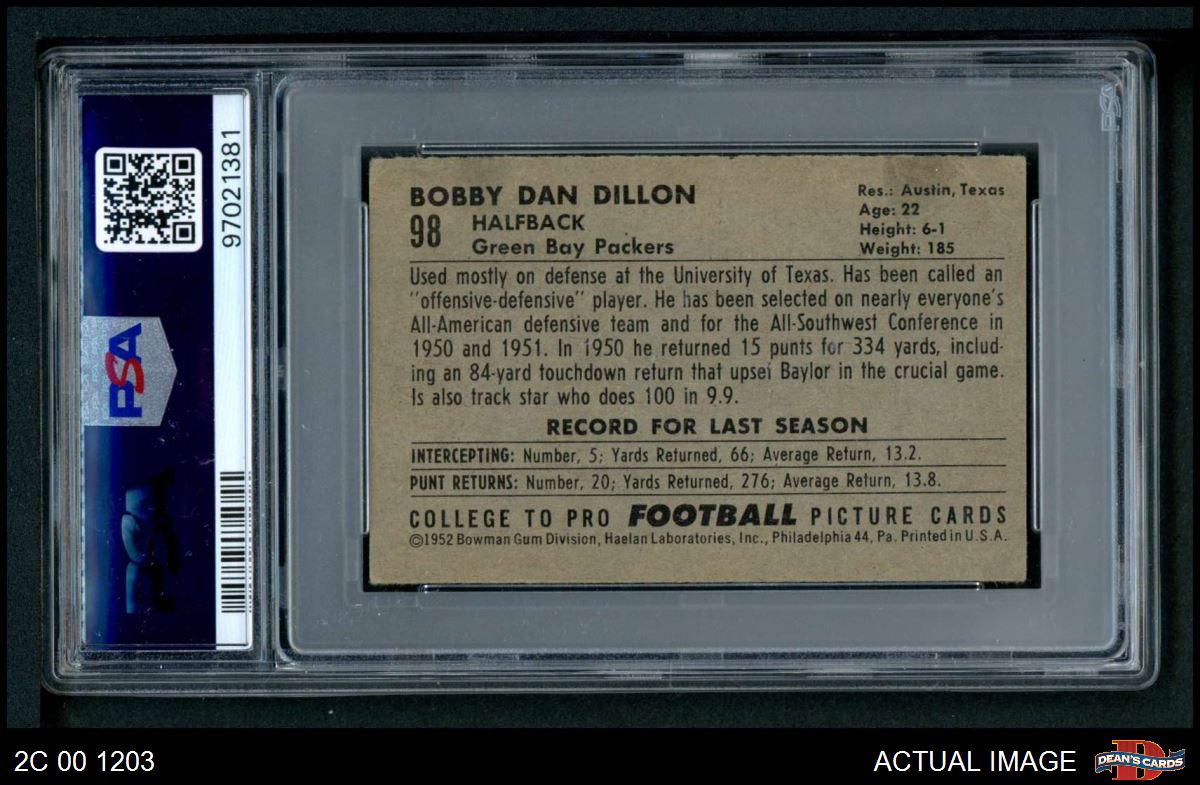 97021381
PSA
PSA
BOBBY DAN DILLON
98 HALFBACK
Green Bay Packers
Res.: Austin, Texas
Age: 22
Height: 6-1
Weight: 185
Used mostly on defense at the University of Texas. Has been called an
"offensive-defensive" player. He has been selected on nearly everyone's
All-American defensive team and for the All-Southwest Conference in
1950 and 1951. In 1950 he returned 15 punts for 334 yards, includ-
ing an 84-yard touchdown return that upset Baylor in the crucial game.
Is also track star who does 100 in 9.9.
RECORD FOR LAST SEASON
INTERCEPTING: Number, 5; Yards Returned, 66; Average Return, 13.2.
PUNT RETURNS: Number, 20; Yards Returned, 276; Average Return, 13.8.
COLLEGE TO PRO FOOTBALL PICTURE CARDS
©1952 Bowman Gum Division, Haelan Laboratories, Inc., Philadelphia 44, Pa. Printed in U.S.A.
2C 00 1203
ACTUAL IMAGE
D
DEAN'S CARDS